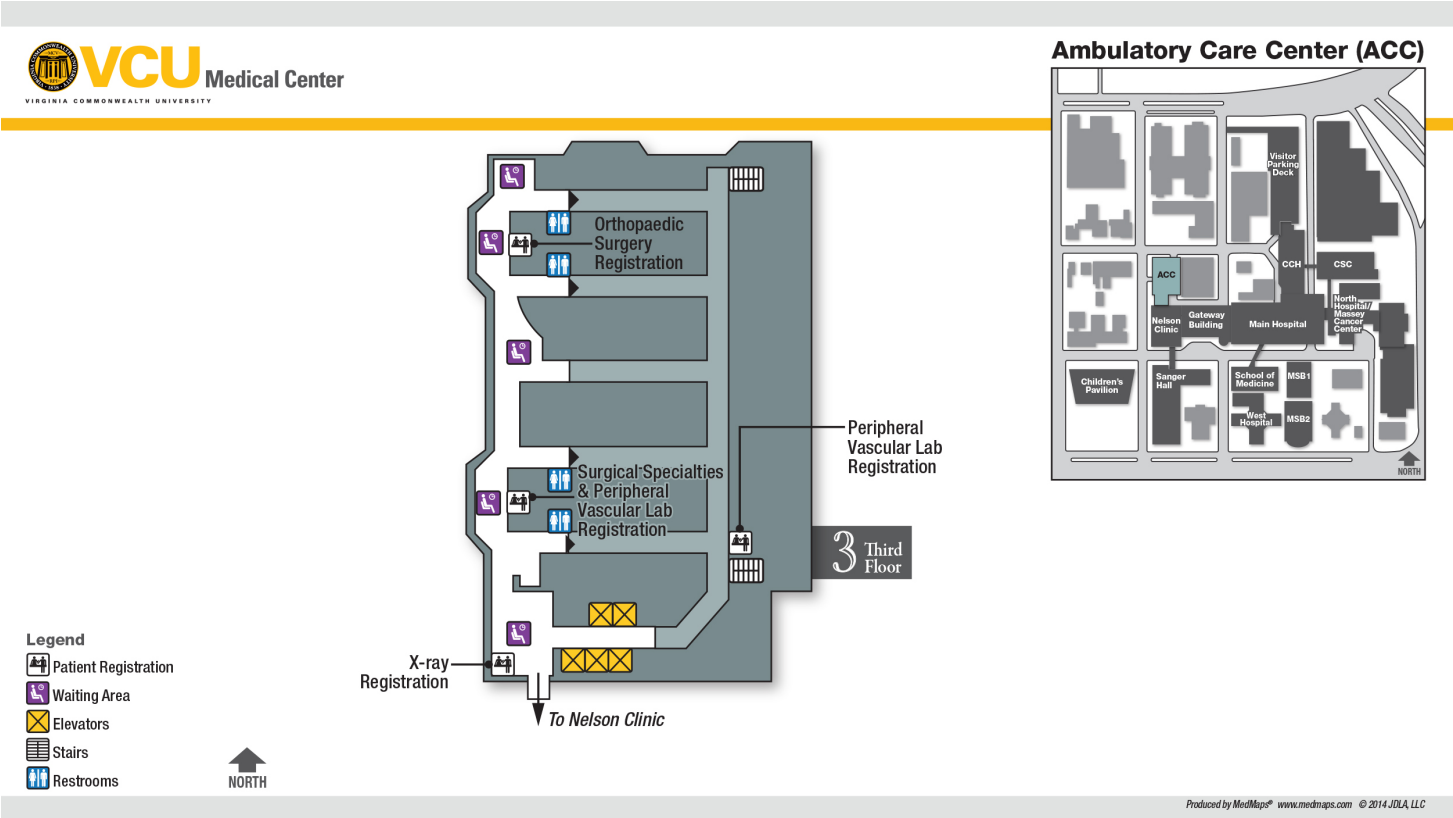 VCU Medical Center
VIRGINIA COMMONWEALTH UNIVERSITY
Ambulatory Care Center (ACC)
Visitor
Parking
Deck
CCH
CSC
ACC
North
Hospital/
Massey
Cancer
Center
Nelson
Clinic
Gateway
Building
Main Hospital
Children's
Pavilion
Sanger
Hall
School of
Medicine
MSB1
West
Hospital
MSB2
NORTH
Orthopaedic
Surgery
Registration
Peripheral
Vascular Lab
Registration
Surgical Specialties
& Peripheral
Vascular Lab
Registration
3 Third
Floor
X-ray
Registration
To Nelson Clinic
Legend
Patient Registration
Waiting Area
Elevators
Stairs
Restrooms
NORTH
Produced by MedMaps® www.medmaps.com © 2014 JDLA, LLC